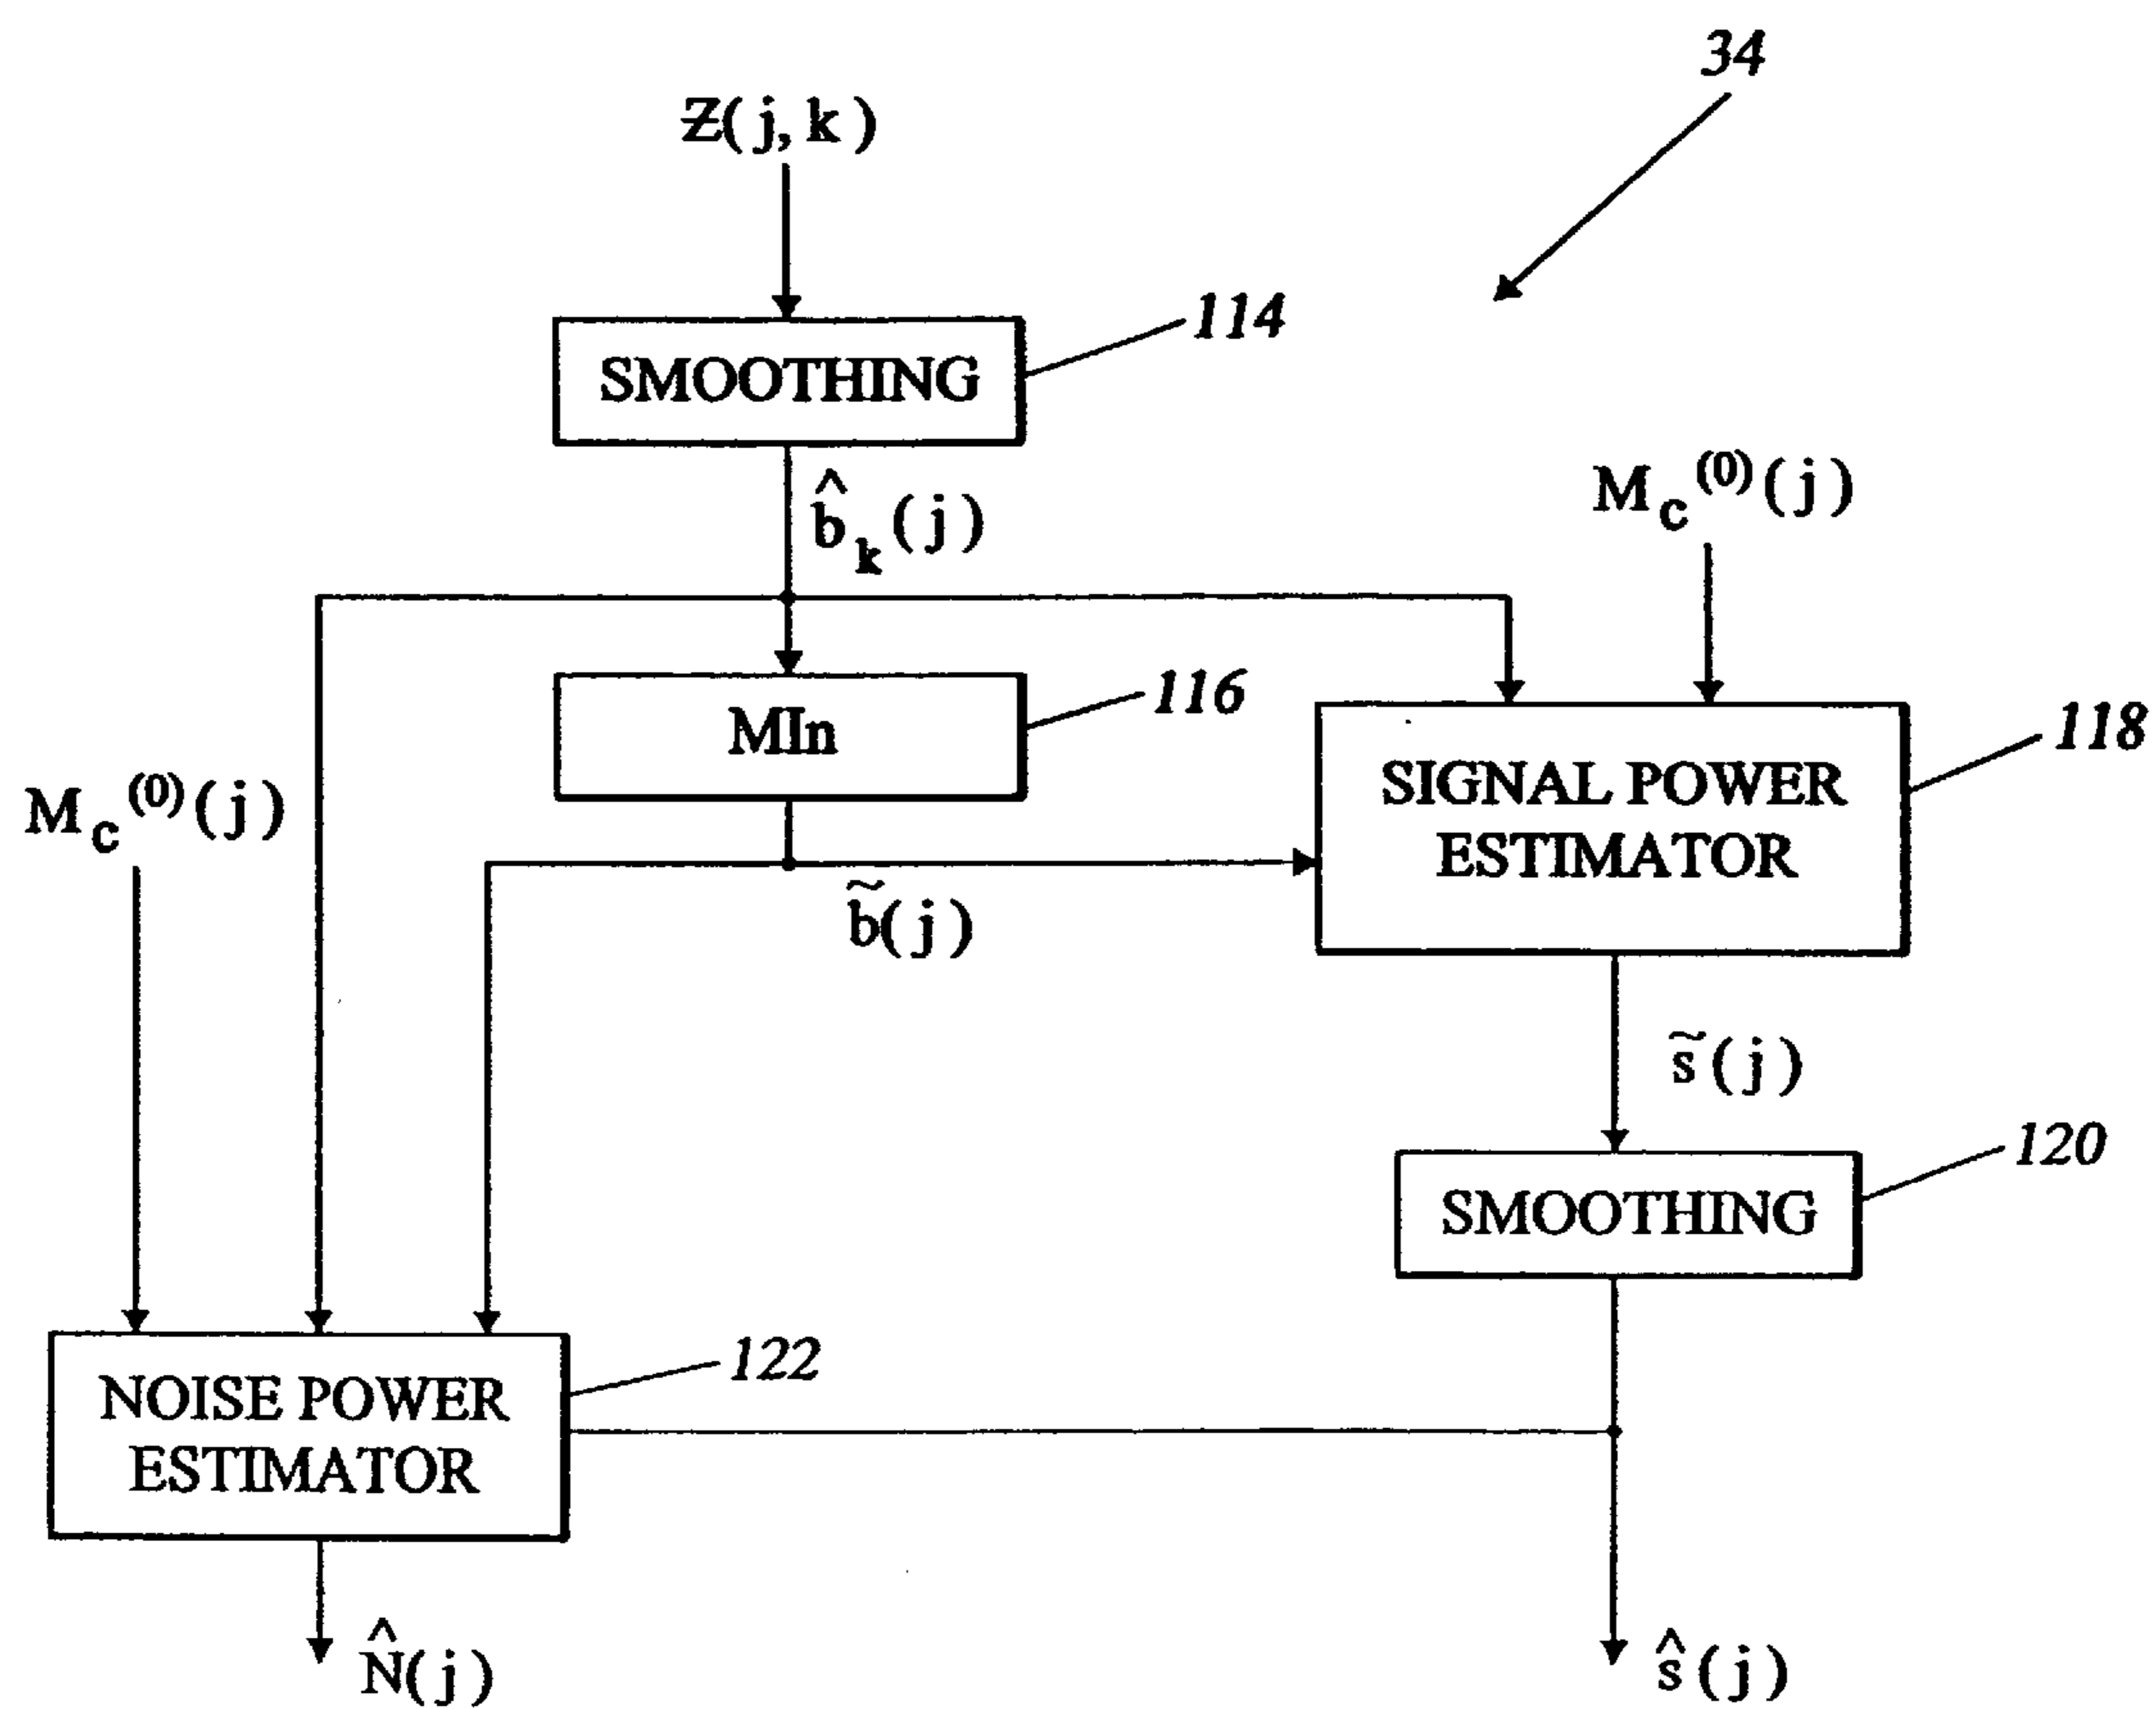 34
Z(j,k)
SMOOTHING
114
b̂k(j)
Mc(0)(j)
MIn
116
SIGNAL POWER
ESTIMATOR
118
Mc(0)(j)
b̃(j)
s̃(j)
SMOOTHING
120
NOISE POWER
ESTIMATOR
122
N̂(j)
ŝ(j)